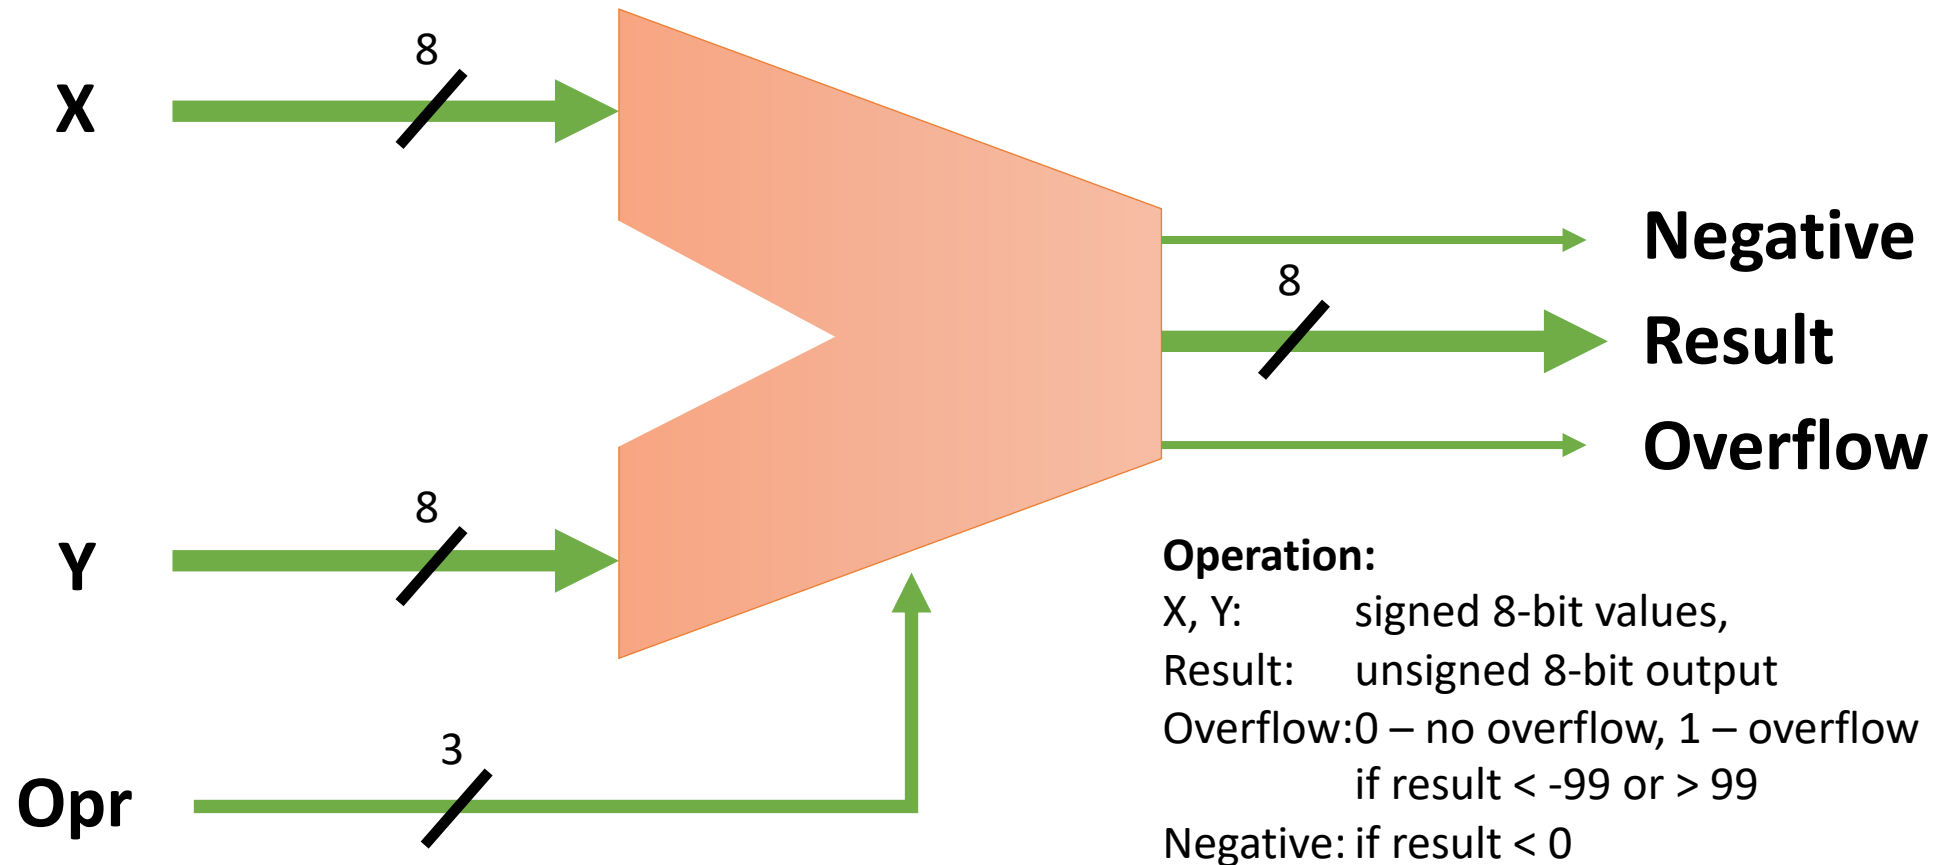 8
X
Negative
8
Result
Overflow
8
Y
Operation:
X, Y: signed 8-bit values,
Result: unsigned 8-bit output
Overflow:0 – no overflow, 1 – overflow
if result < -99 or > 99
Negative: if result < 0
3
Opr